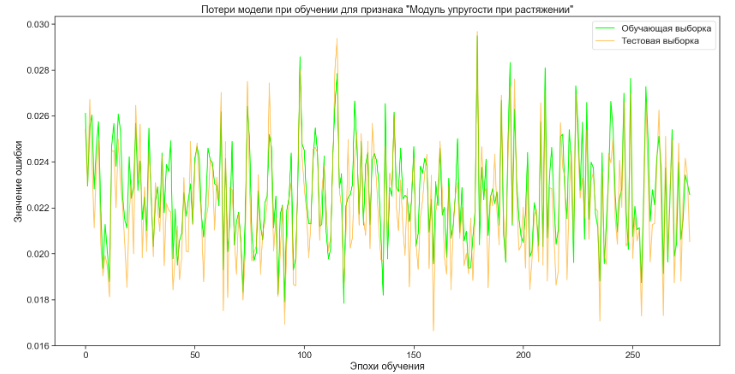 Потери модели при обучении для признака "Модуль упругости при растяжении"
Обучающая выборка
Тестовая выборка
Значение ошибки
0.030
0.028
0.026
0.024
0.022
0.020
0.018
0.016
0
50
100
150
200
250
Эпохи обучения